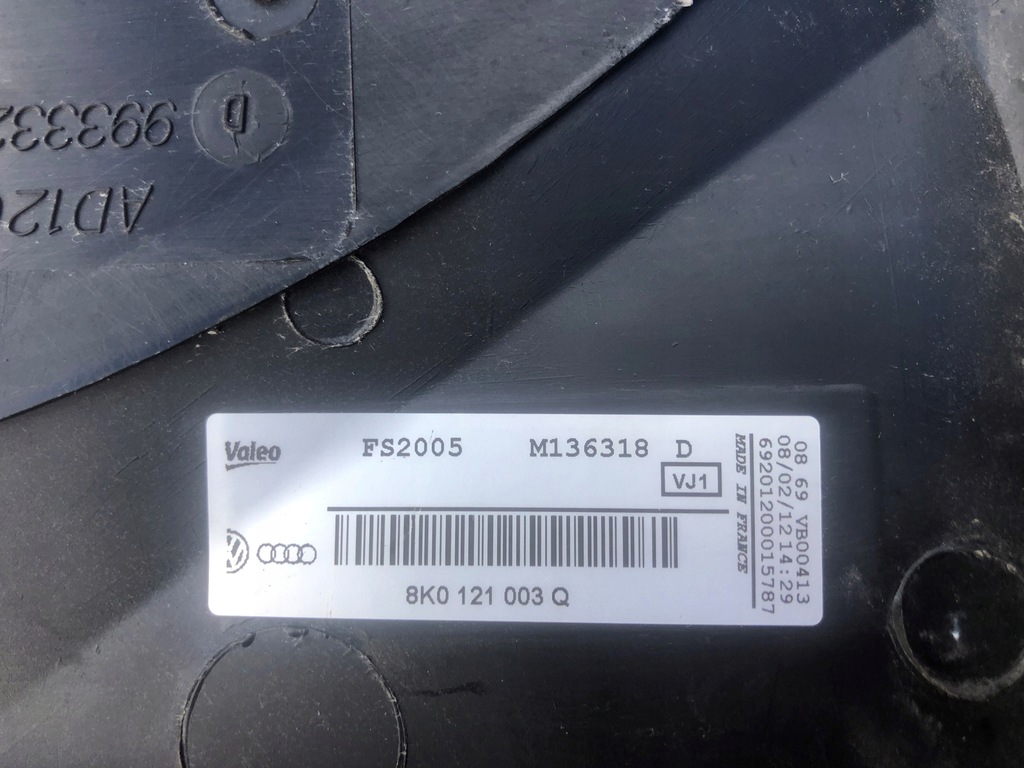 D
99333
AD12
Valeo
FS2005 M136318 D
VJ1
8K0 121 003 Q
MADE IN FRANCE
08 69 VB00413
08/02/12 14:29
69201200015787